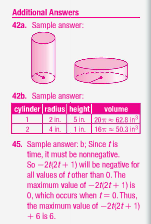 Additional Answers
42a. Sample answer:
42b. Sample answer:
cylinder radius height volume
1 2 in. 5 in. 20π ≈ 62.8 in³
2 4 in. 1 in. 16π ≈ 50.3 in³
45. Sample answer: b; Since t is
time, it must be nonnegative.
So −2t(2t + 1) will be negative for
all values of t other than 0. The
maximum value of −2t(2t + 1) is
0, which occurs when t = 0. Thus,
the maximum value of −2t(2t + 1)
+ 6 is 6.